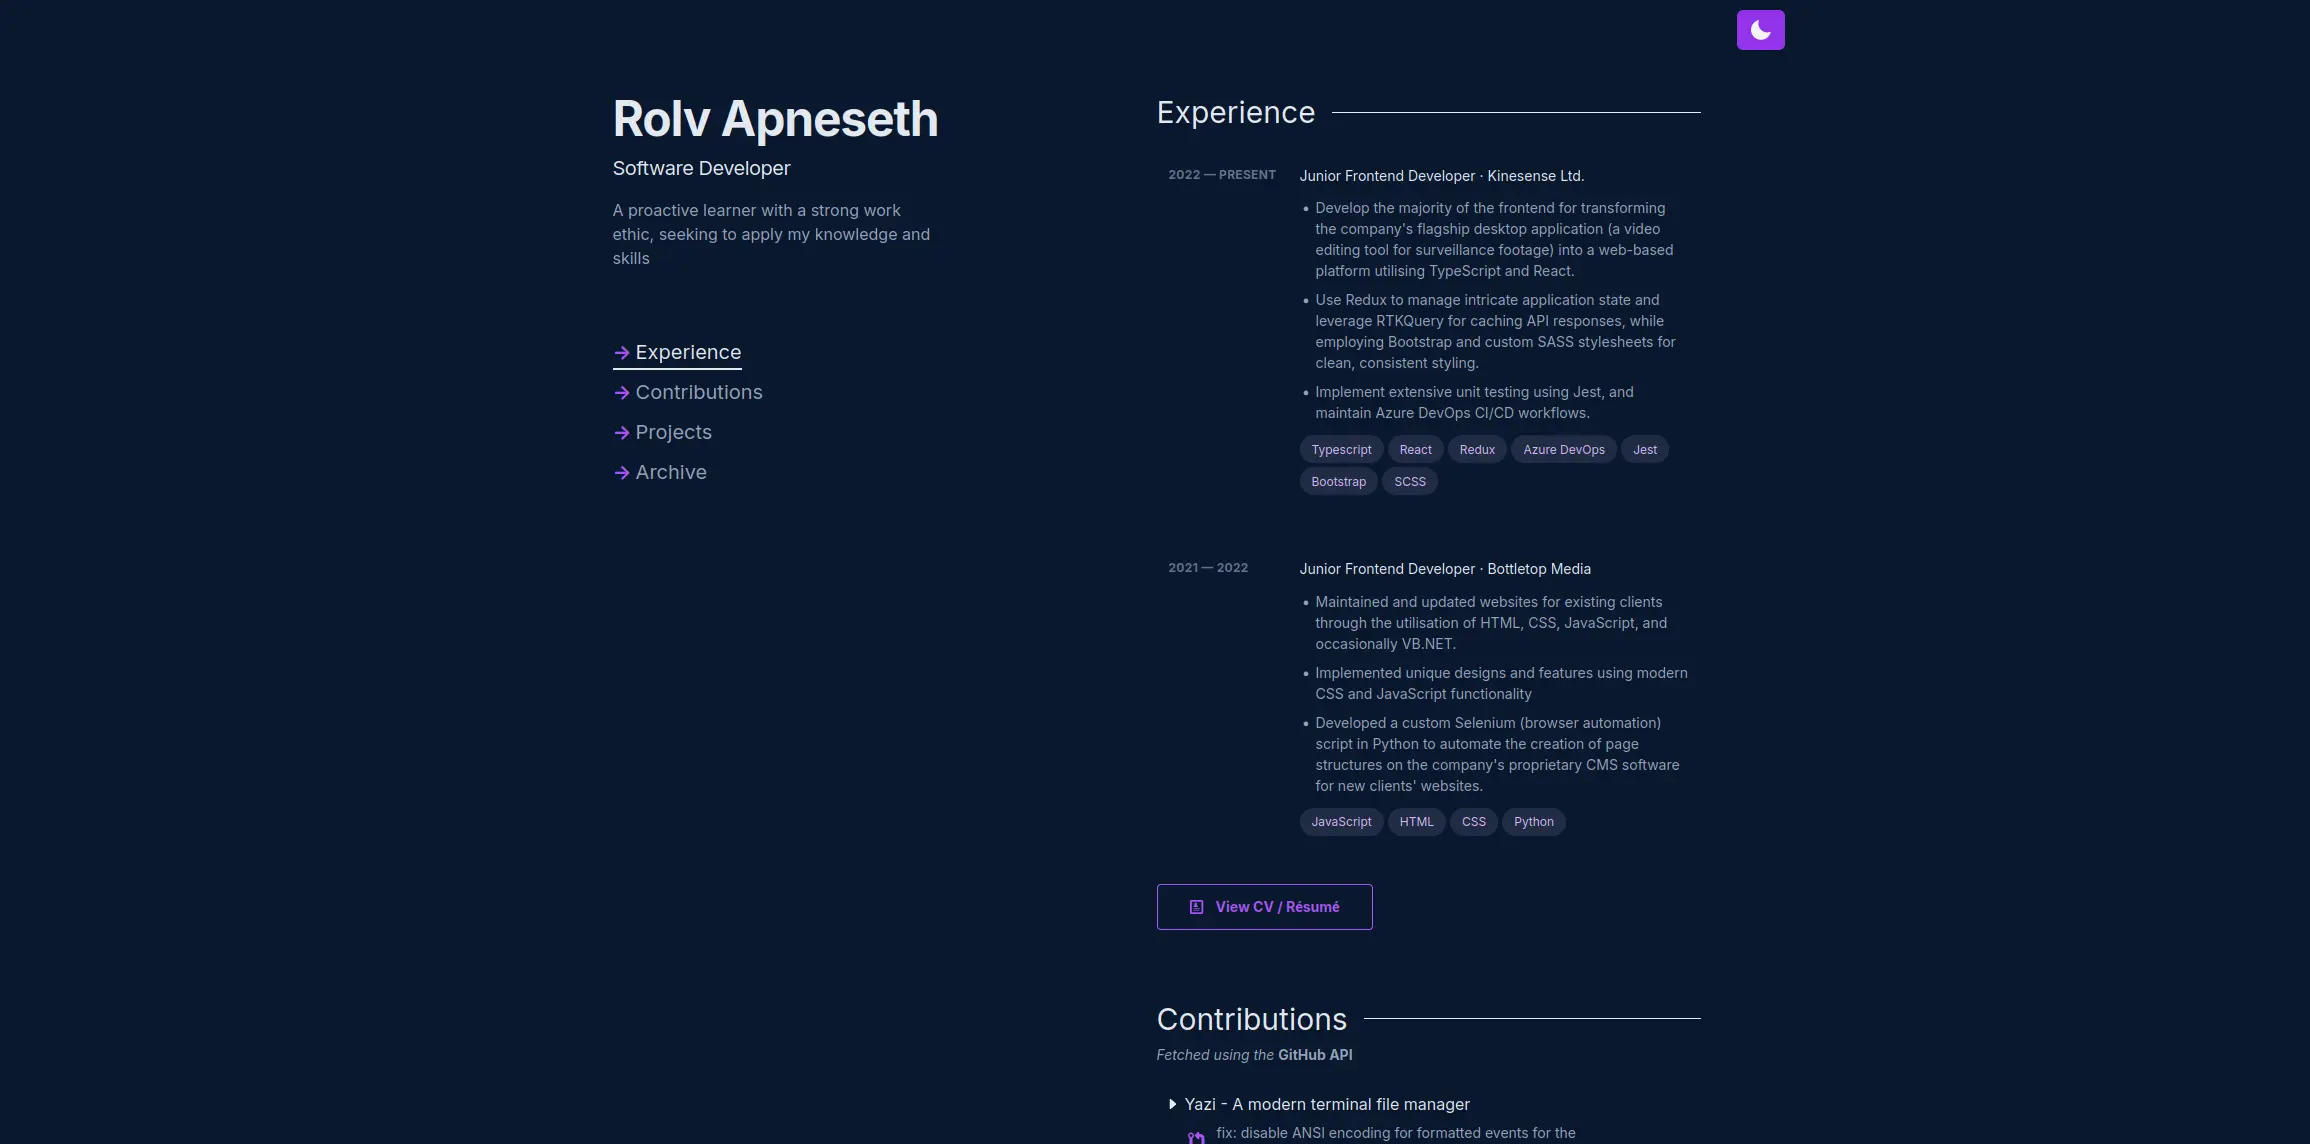 Rolv Apneseth
Software Developer
A proactive learner with a strong work
ethic, seeking to apply my knowledge and
skills
Experience
Contributions
Projects
Archive
Experience
2022 — PRESENT
Junior Frontend Developer · Kinesense Ltd.
• Develop the majority of the frontend for transforming
the company's flagship desktop application (a video
editing tool for surveillance footage) into a web-based
platform utilising TypeScript and React.
• Use Redux to manage intricate application state and
leverage RTKQuery for caching API responses, while
employing Bootstrap and custom SASS stylesheets for
clean, consistent styling.
• Implement extensive unit testing using Jest, and
maintain Azure DevOps CI/CD workflows.
Typescript React Redux Azure DevOps Jest
Bootstrap SCSS
2021 — 2022
Junior Frontend Developer · Bottletop Media
• Maintained and updated websites for existing clients
through the utilisation of HTML, CSS, JavaScript, and
occasionally VB.NET.
• Implemented unique designs and features using modern
CSS and JavaScript functionality
• Developed a custom Selenium (browser automation)
script in Python to automate the creation of page
structures on the company's proprietary CMS software
for new clients' websites.
JavaScript HTML CSS Python
View CV / Résumé
Contributions
Fetched using the GitHub API
Yazi - A modern terminal file manager
fix: disable ANSI encoding for formatted events for the